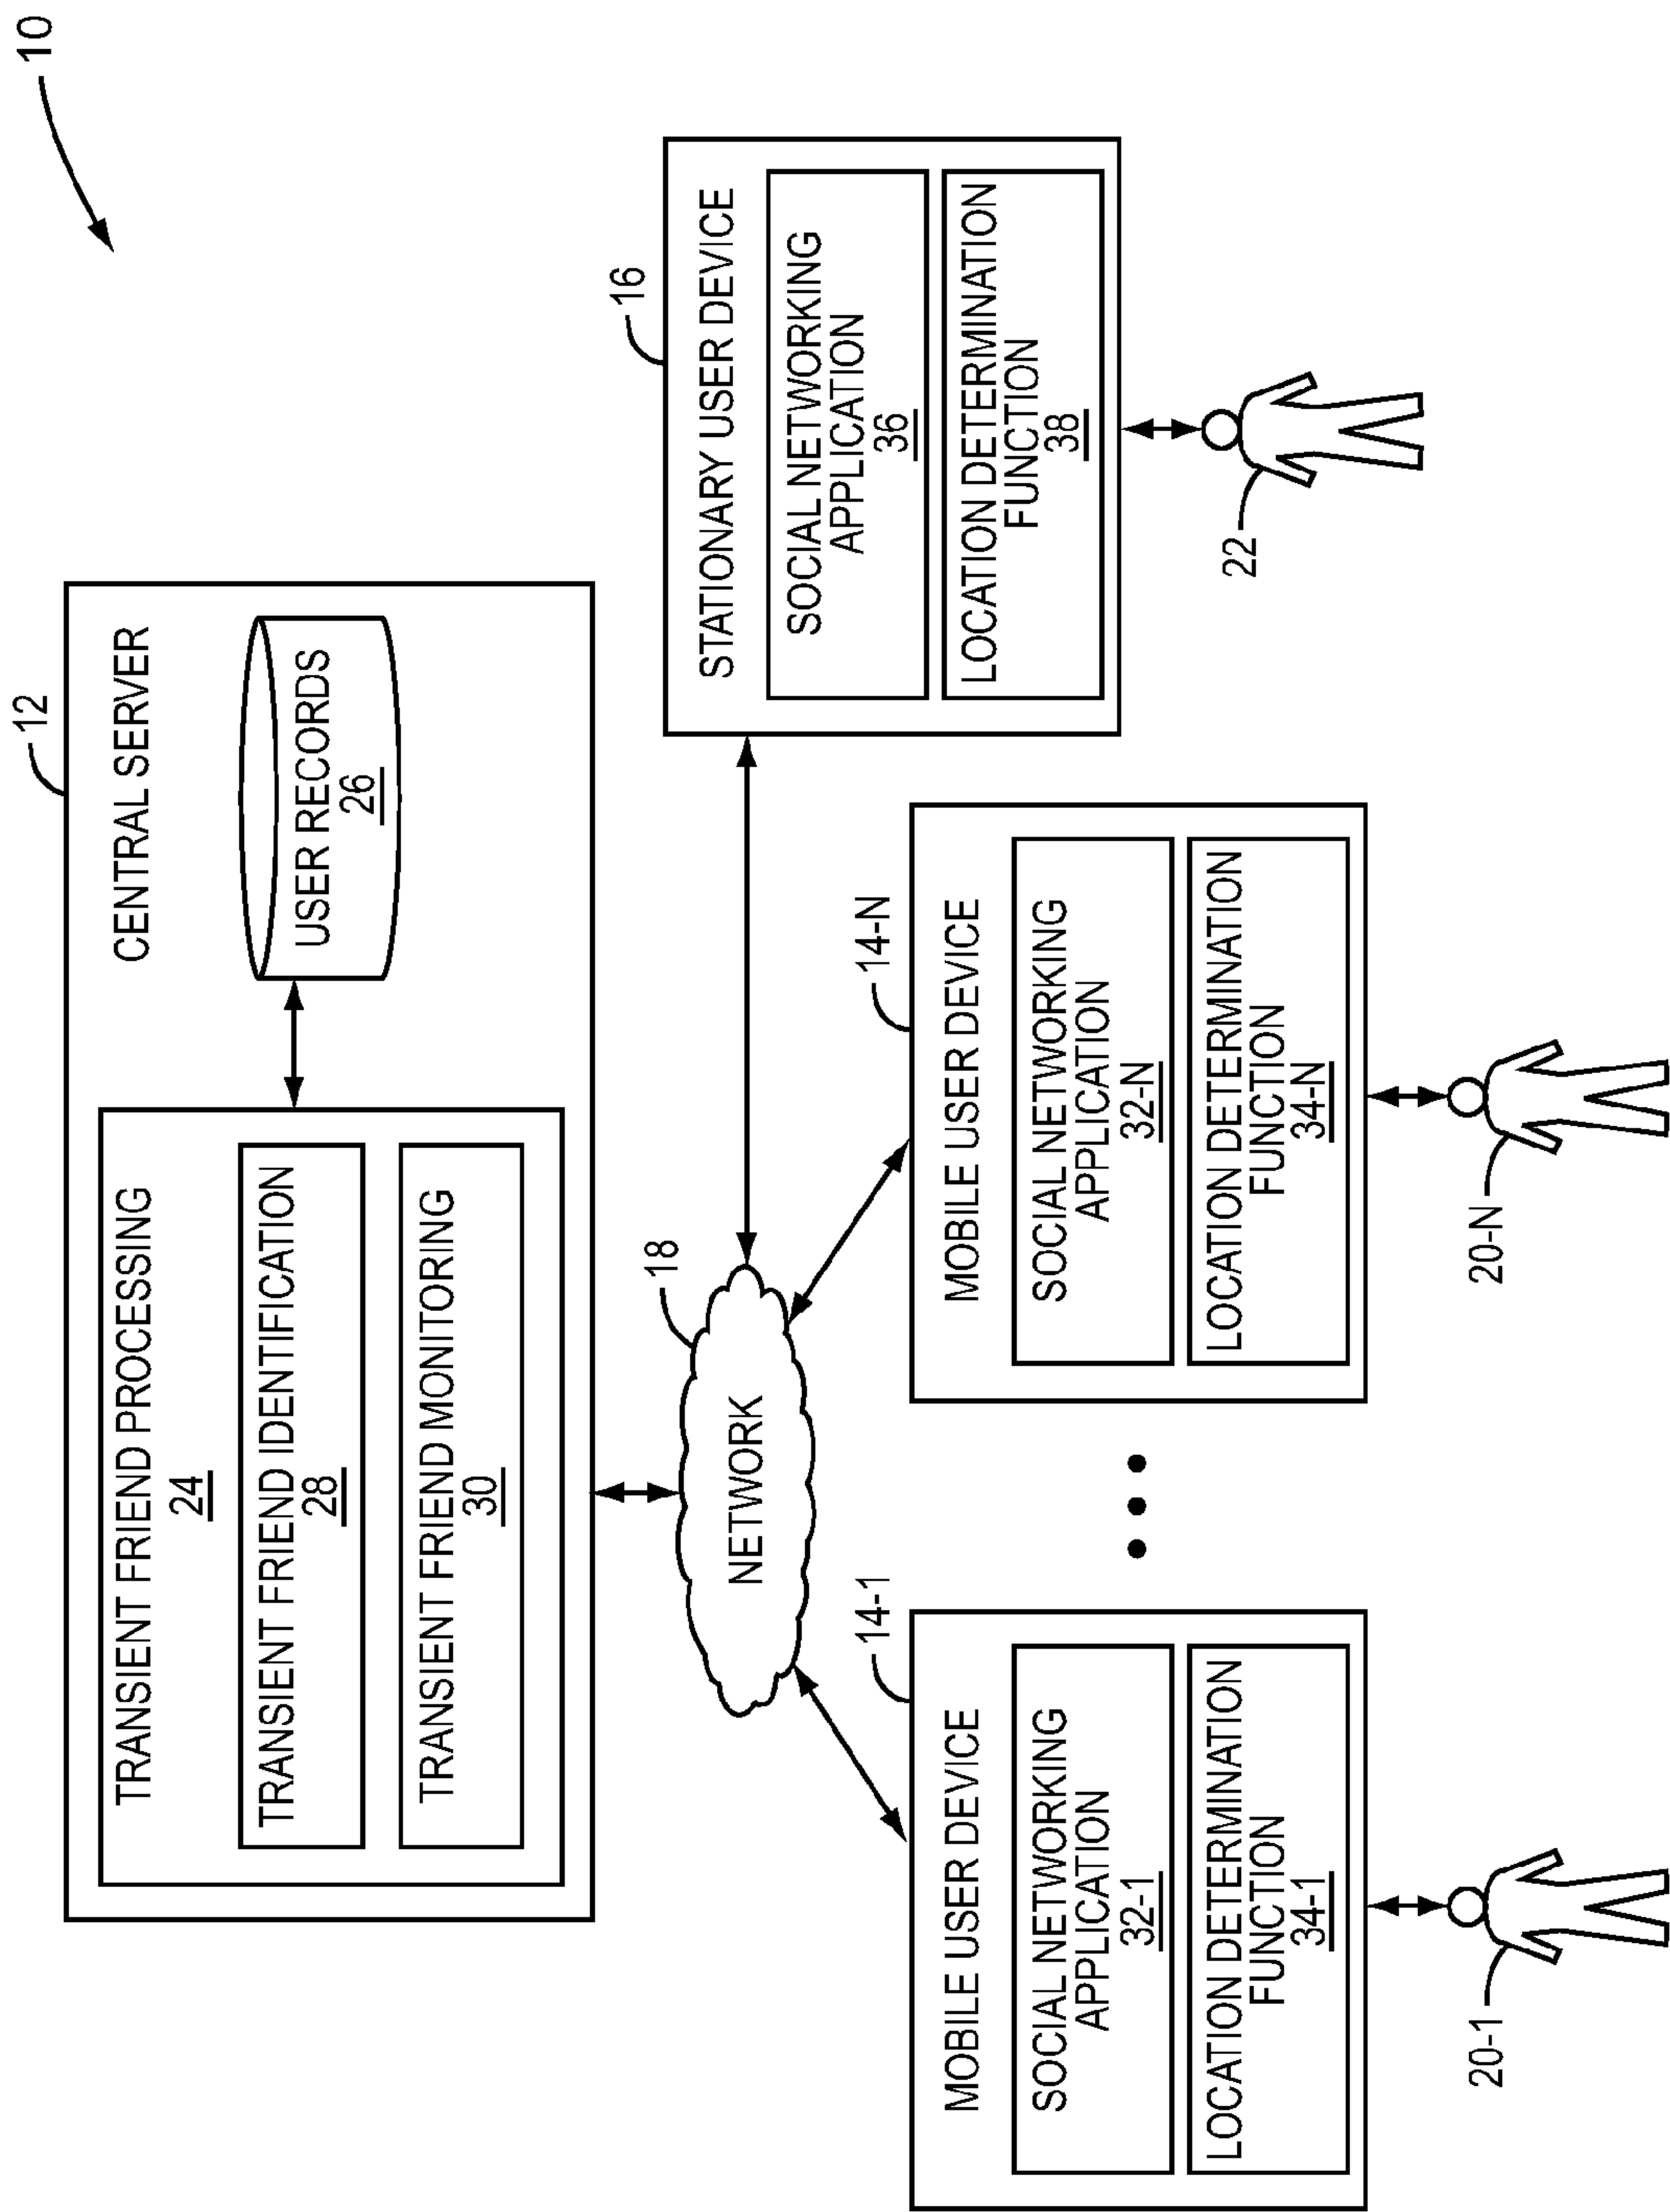 10
12
CENTRAL SERVER
TRANSIENT FRIEND PROCESSING
24
TRANSIENT FRIEND IDENTIFICATION
28
TRANSIENT FRIEND MONITORING
30
USER RECORDS
26
18
NETWORK
16
STATIONARY USER DEVICE
SOCIAL NETWORKING
APPLICATION
36
LOCATION DETERMINATION
FUNCTION
38
22
14-1
MOBILE USER DEVICE
SOCIAL NETWORKING
APPLICATION
32-1
LOCATION DETERMINATION
FUNCTION
34-1
20-1
14-N
MOBILE USER DEVICE
SOCIAL NETWORKING
APPLICATION
32-N
LOCATION DETERMINATION
FUNCTION
34-N
20-N